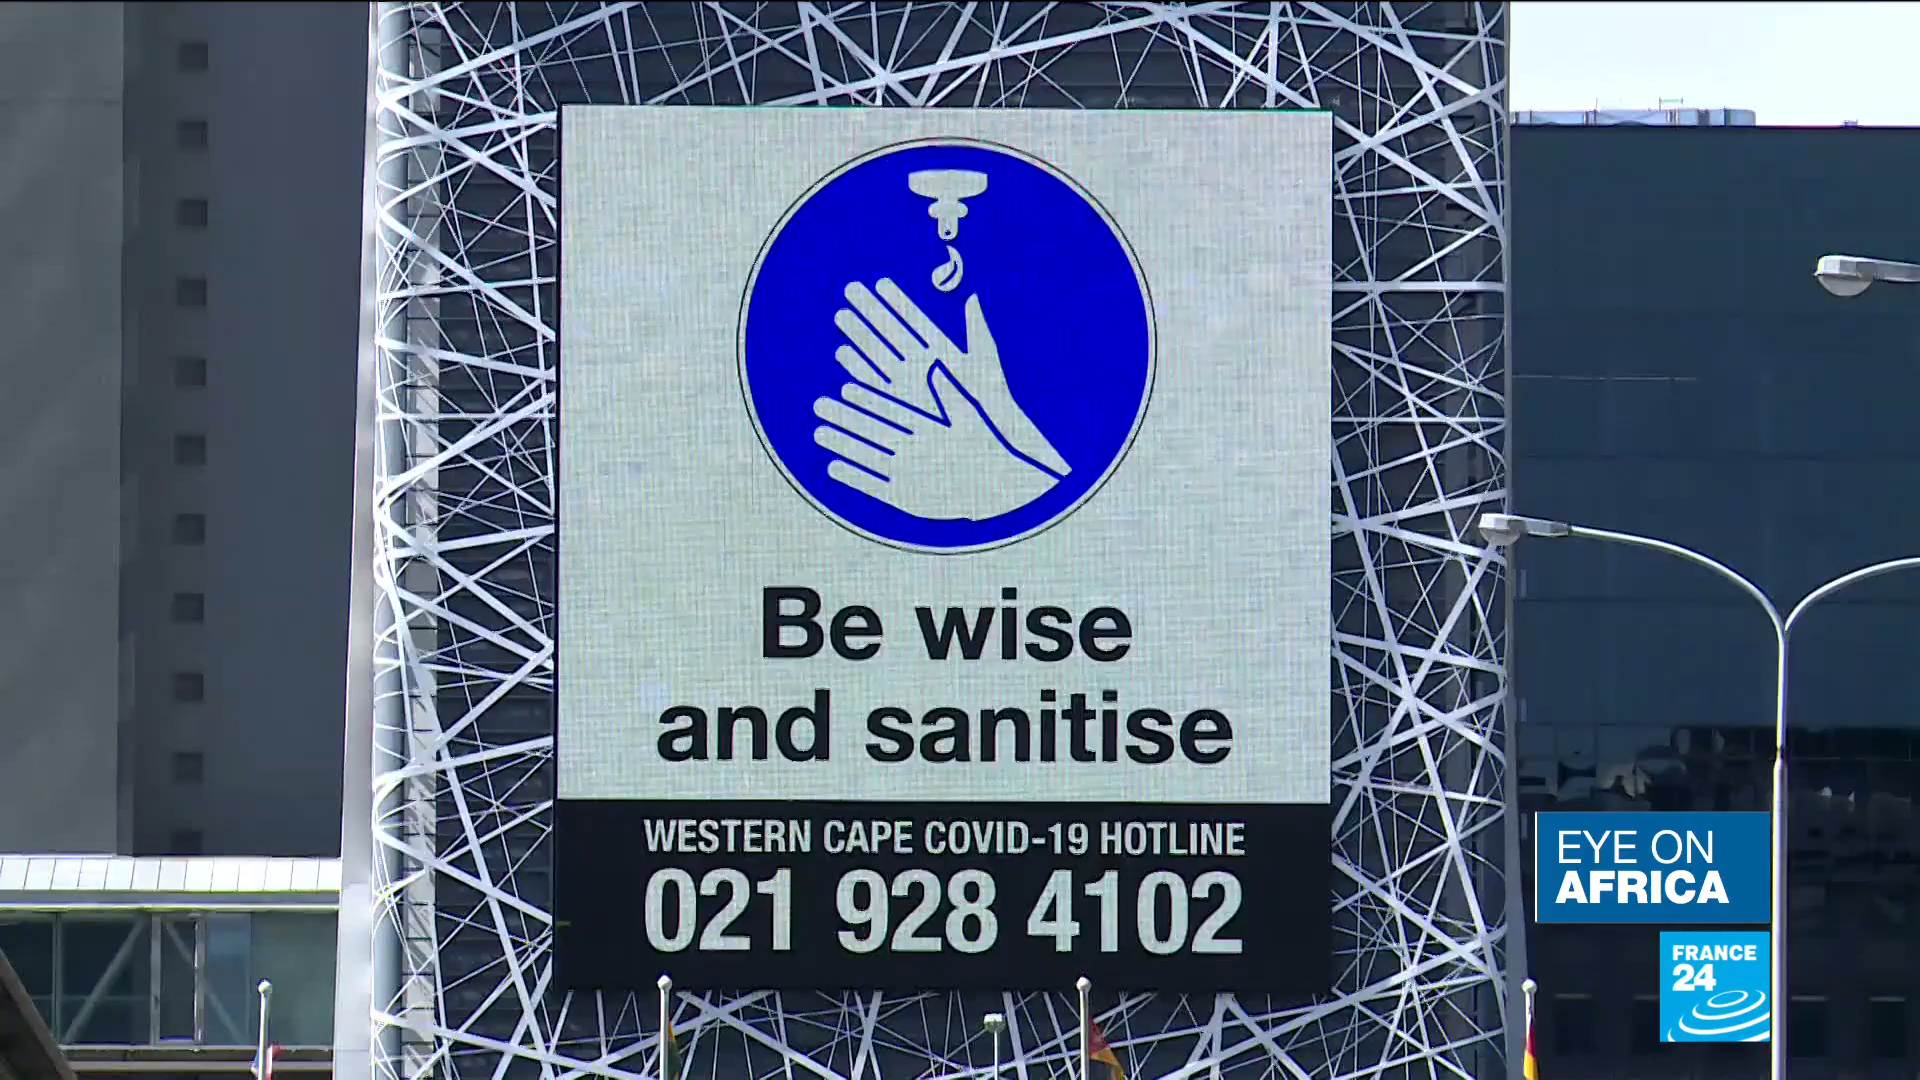 Be wise
and sanitise
WESTERN CAPE COVID-19 HOTLINE
021 928 4102
EYE ON
AFRICA
FRANCE
24